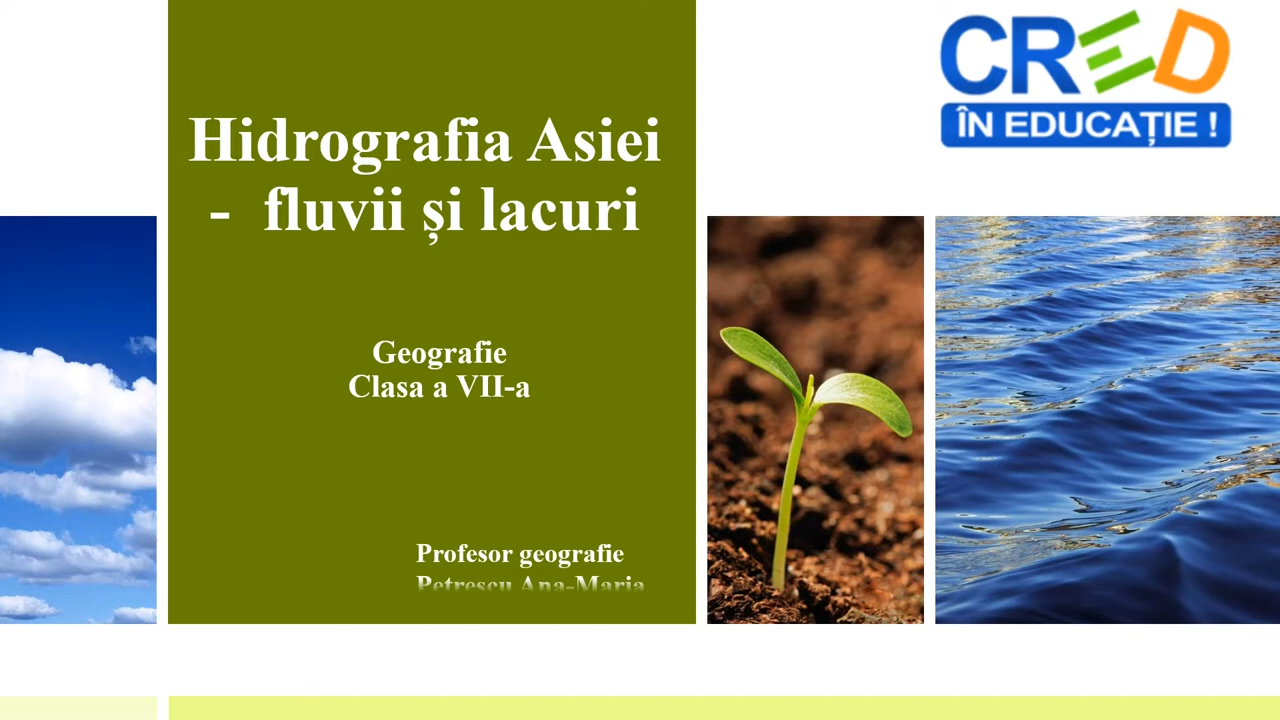 CRED
ÎN EDUCAȚIE !
Hidrografia Asiei
- fluvii și lacuri
Geografie
Clasa a VII-a
Profesor geografie
Petrescu Ana-Maria